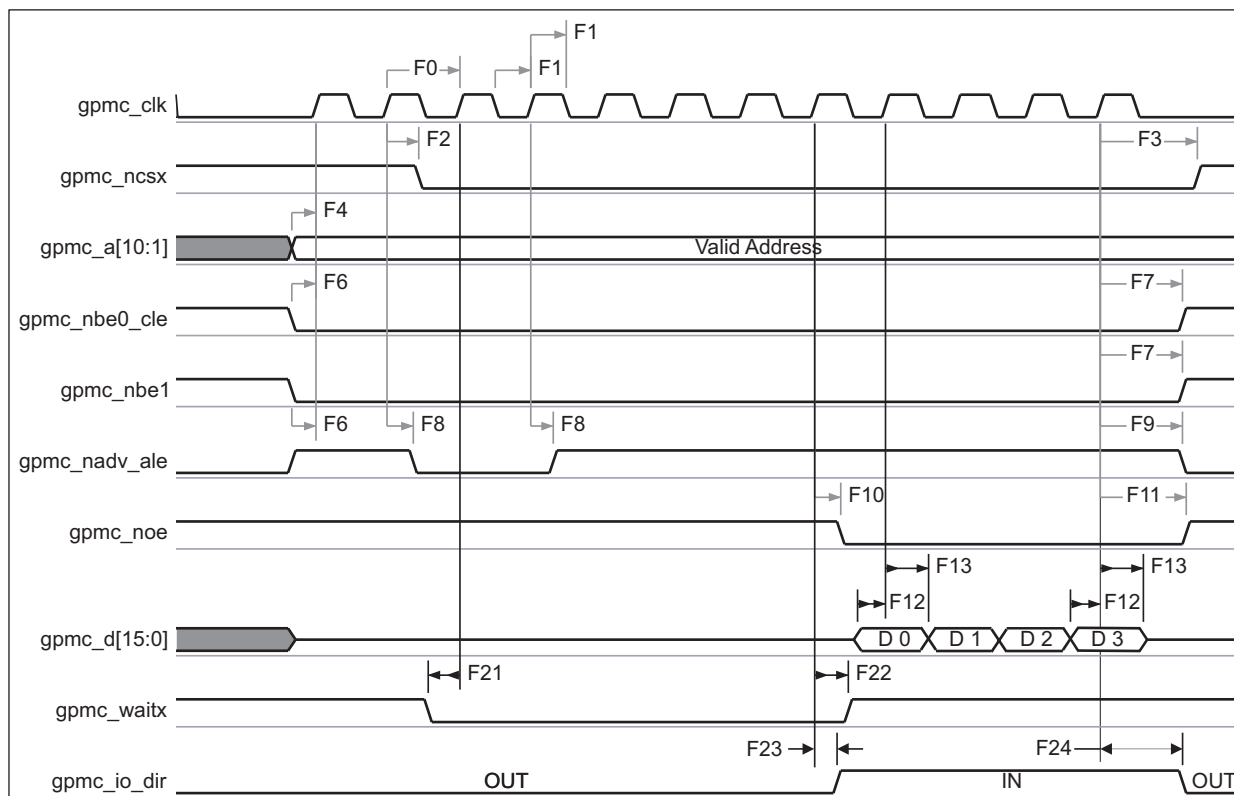 F1
F0
F1
gpmc_clk
F2
F3
gpmc_ncsx
F4
gpmc_a[10:1]
Valid Address
F6
F7
gpmc_nbe0_cle
F7
gpmc_nbe1
F6
F8
F8
F9
gpmc_nadv_ale
F10
F11
gpmc_noe
F13
F13
F12
F12
gpmc_d[15:0]
D 0
D 1
D 2
D 3
F21
F22
gpmc_waitx
F23
F24
gpmc_io_dir
OUT
IN
OUT